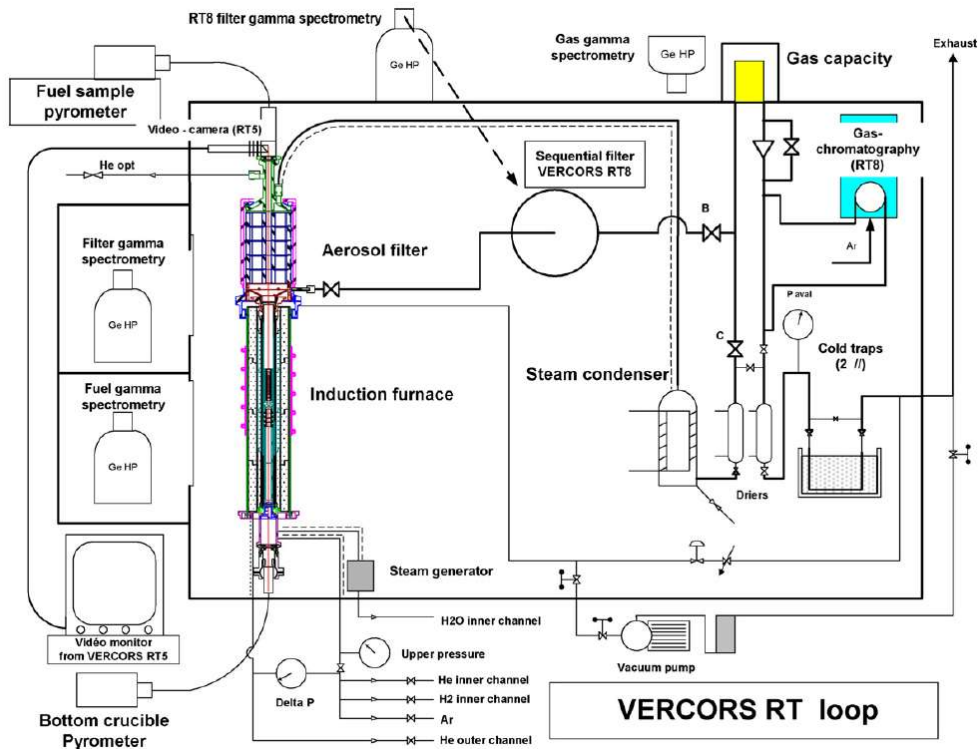 RT8 filter gamma spectrometry
Ge HP
Gas gamma
spectrometry
Ge HP
Gas capacity
Exhaust
Fuel sample
pyrometer
Video - camera (RT5)
He opt
Sequential filter
VERCORS RT8
Gas-
chromatography
(RT8)
Ar
B
Filter gamma
spectrometry
Ge HP
Aerosol filter
P aval
C
Cold traps
(2 //)
Steam condenser
Induction furnace
Fuel gamma
spectrometry
Ge HP
Driers
Steam generator
H2O inner channel
Vidéo monitor
from VERCORS RT5
Upper pressure
Vacuum pump
He inner channel
H2 inner channel
Delta P
Ar
He outer channel
Bottom crucible
Pyrometer
VERCORS RT loop